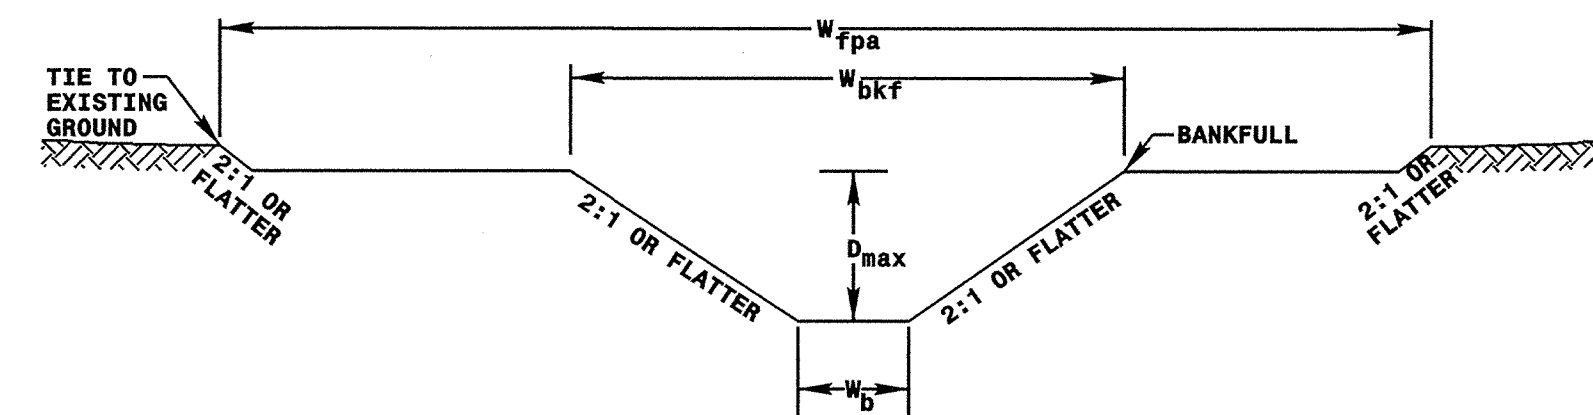 Wfpa
Wbkf
TIE TO
EXISTING
GROUND
BANKFULL
2:1 OR
FLATTER
2:1 OR FLATTER
Dmax
2:1 OR FLATTER
2:1 OR
FLATTER
Wb